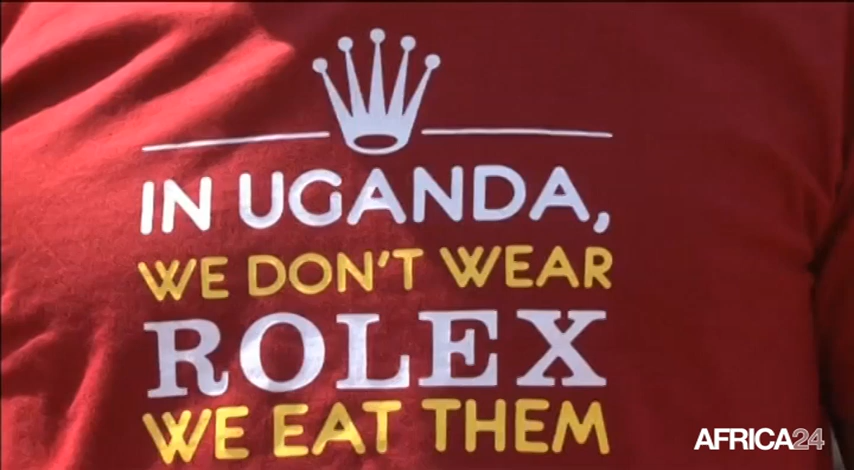 IN UGANDA,
WE DON'T WEAR
ROLEX
WE EAT THEM
AFRICA24